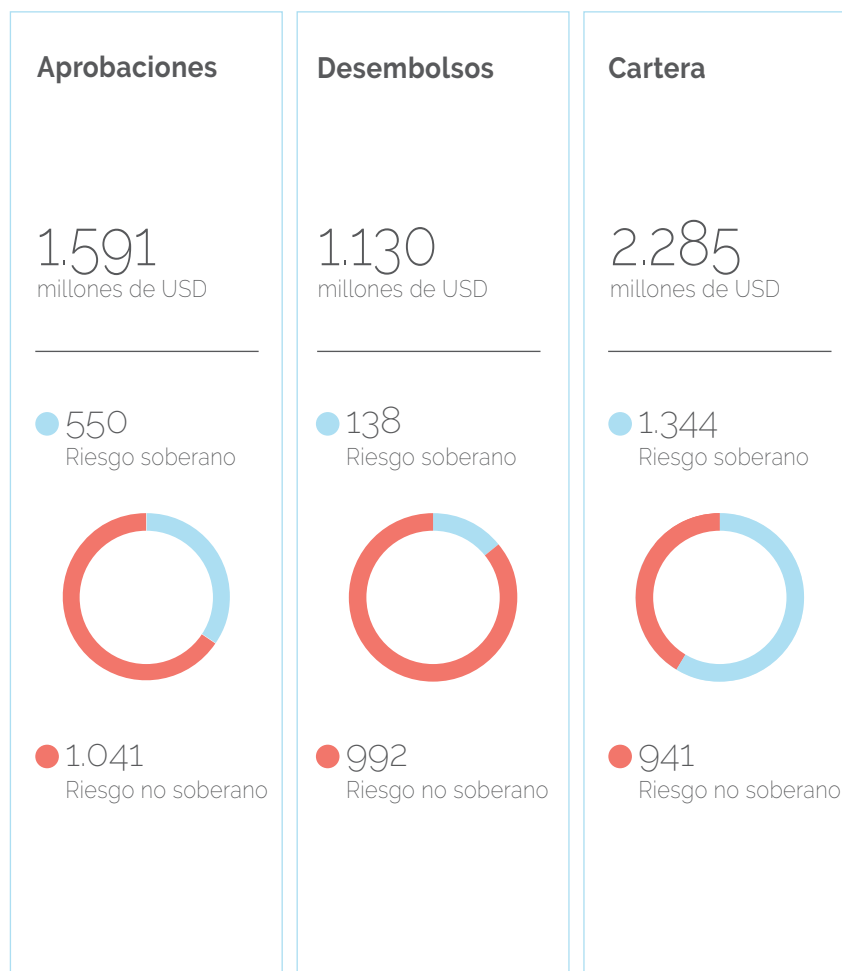 Aprobaciones
1.591
millones de USD
550
Riesgo soberano
1.041
Riesgo no soberano
Desembolsos
1.130
millones de USD
138
Riesgo soberano
992
Riesgo no soberano
Cartera
2.285
millones de USD
1.344
Riesgo soberano
941
Riesgo no soberano